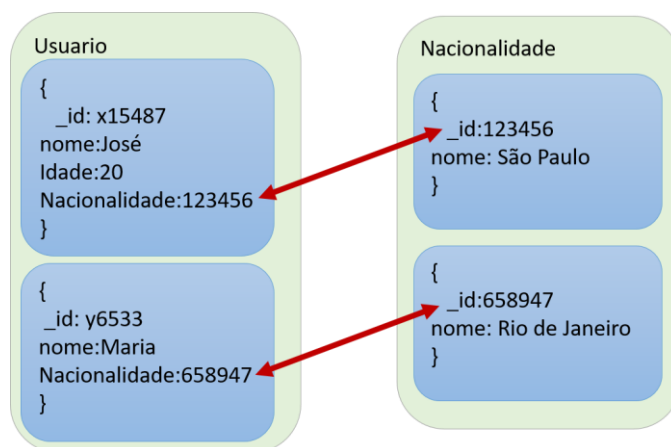 Usuario
{
_id: x15487
nome:José
Idade:20
Nacionalidade:123456
}
{
_id: y6533
nome:Maria
Nacionalidade:658947
}
Nacionalidade
{
_id:123456
nome: São Paulo
}
{
_id:658947
nome: Rio de Janeiro
}